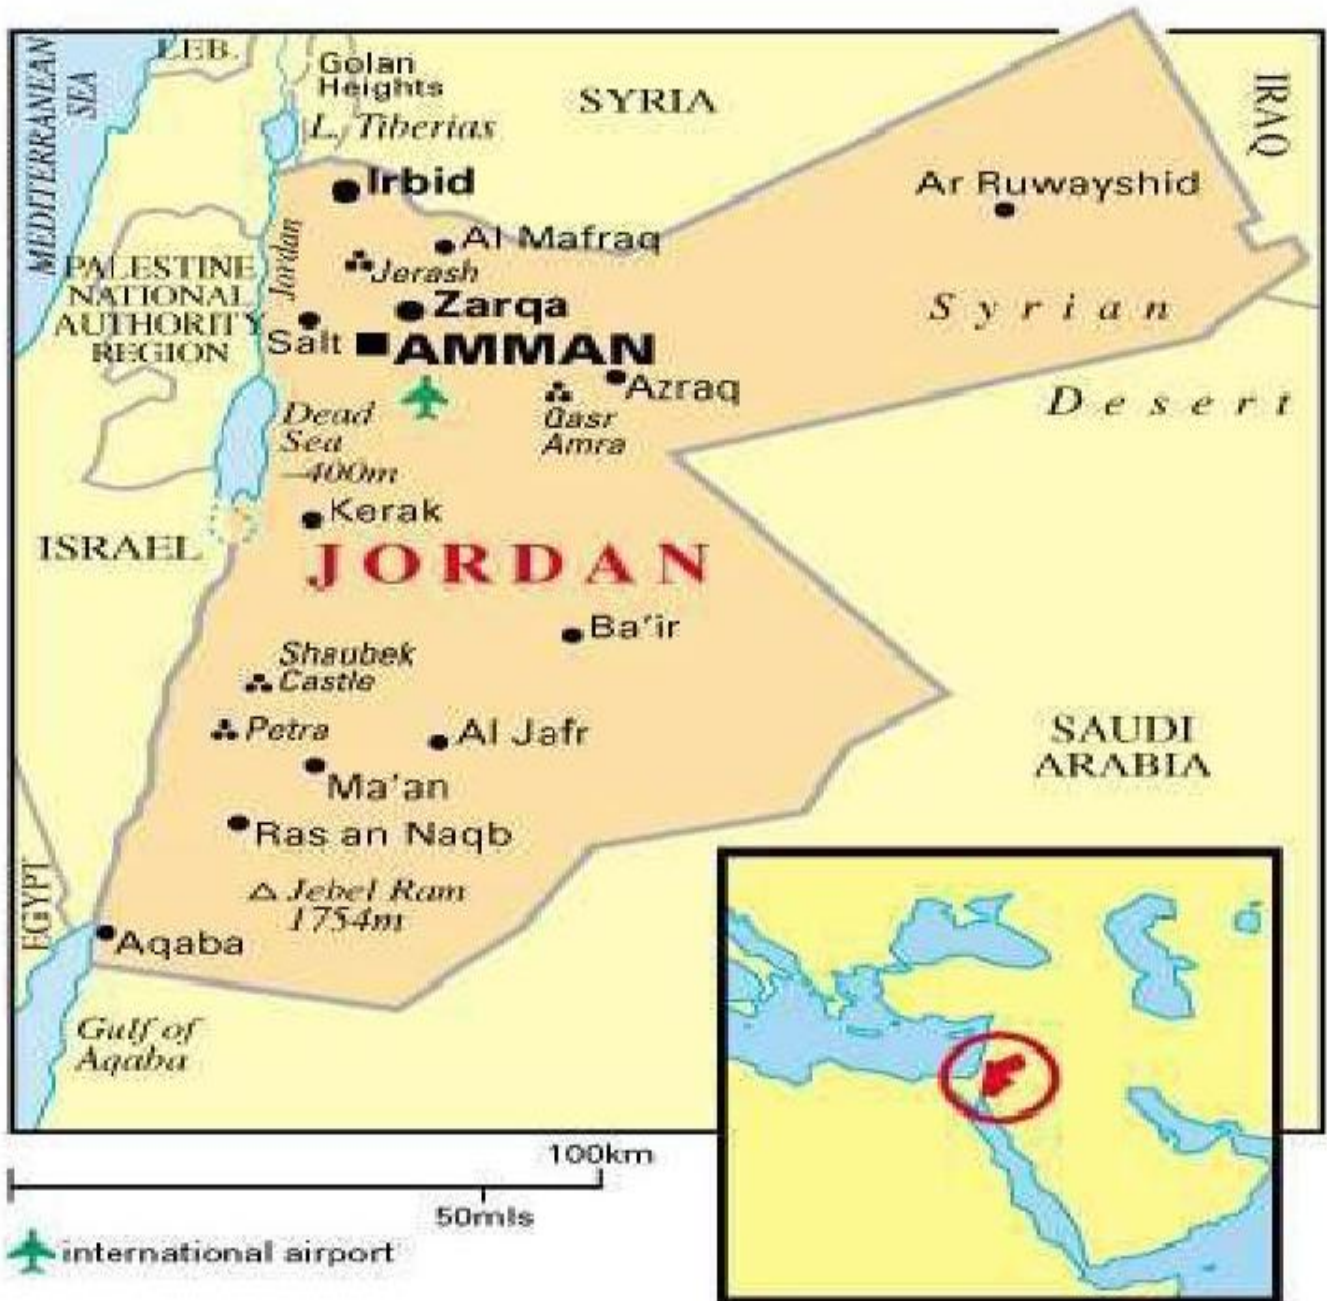 LEB.
MEDITERRANEAN
SEA
Golan
Heights
L. Tiberias
SYRIA
IRAQ
Irbid
Ar Ruwayshid
Jordan
Al Mafraq
Jerash
PALESTINE
NATIONAL
AUTHORITY
REGION
Zarqa
Syrian
Salt
AMMAN
Azraq
Desert
Dead
Sea
-400m
Qasr
Amra
Kerak
ISRAEL
JORDAN
Ba'ir
Shaubek
Castle
Petra
Al Jafr
SAUDI
ARABIA
Ma'an
Ras an Naqb
EGYPT
Jebel Ram
1754m
Aqaba
Gulf of
Aqaba
100km
50mls
international airport